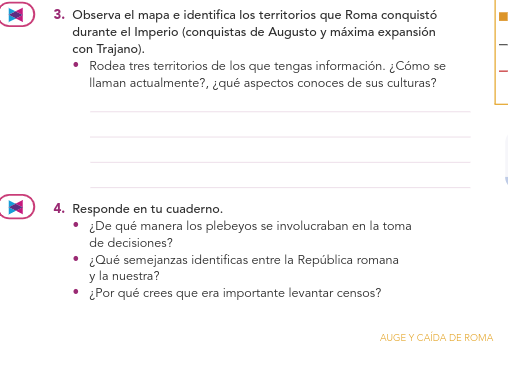 3. Observa el mapa e identifica los territorios que Roma conquistó
durante el Imperio (conquistas de Augusto y máxima expansión
con Trajano).
• Rodea tres territorios de los que tengas información. ¿Cómo se
llaman actualmente?, ¿qué aspectos conoces de sus culturas?
4. Responde en tu cuaderno.
• ¿De qué manera los plebeyos se involucraban en la toma
de decisiones?
• ¿Qué semejanzas identificas entre la República romana
y la nuestra?
• ¿Por qué crees que era importante levantar censos?
AUGE Y CAÍDA DE ROMA